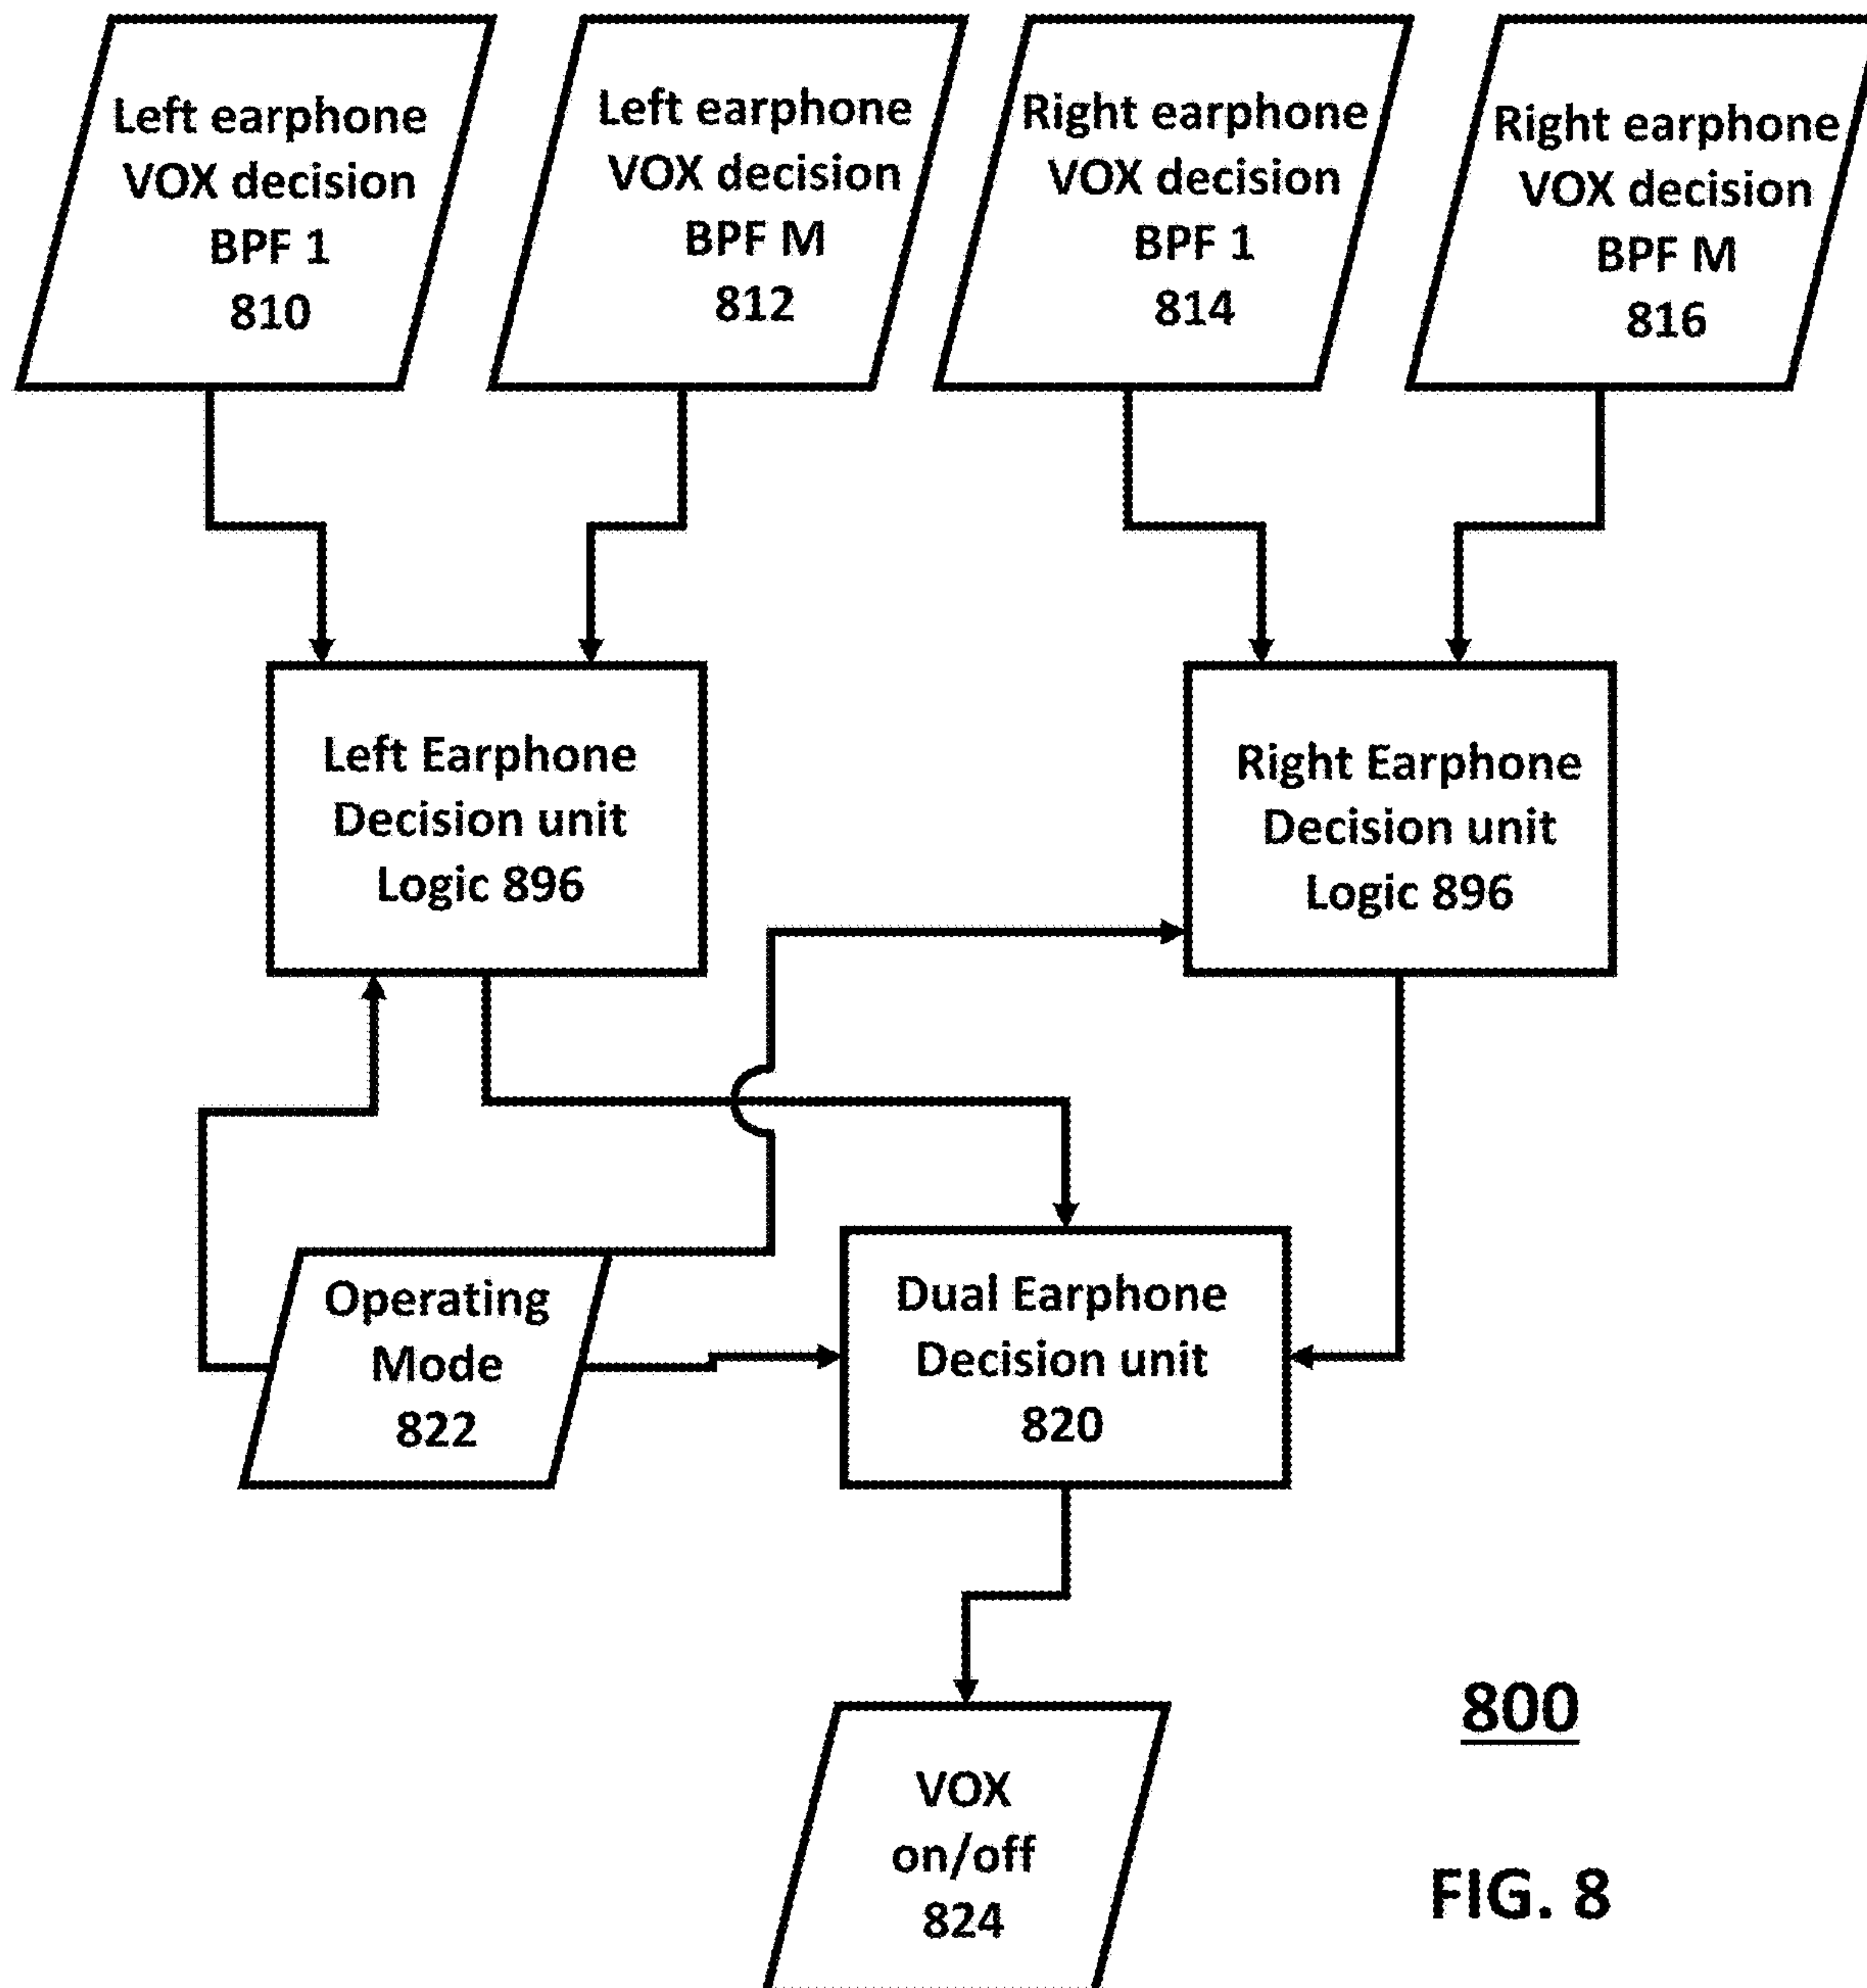 Left earphone
VOX decision
BPF 1
810
Left earphone
VOX decision
BPF M
812
Right earphone
VOX decision
BPF 1
814
Right earphone
VOX decision
BPF M
816
Left Earphone
Decision unit
Logic 896
Right Earphone
Decision unit
Logic 896
Operating
Mode
822
Dual Earphone
Decision unit
820
VOX
on/off
824
800
FIG. 8